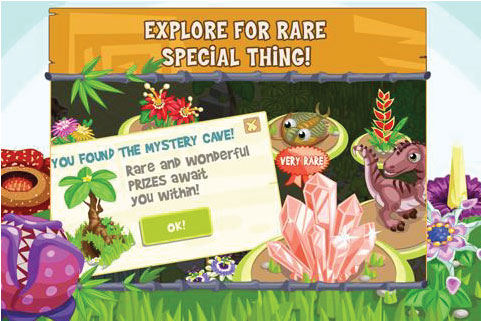 EXPLORE FOR RARE
SPECIAL THING!
YOU FOUND THE MYSTERY CAVE!
Rare and wonderful
PRIZES await
you within!
OK!
VERY RARE